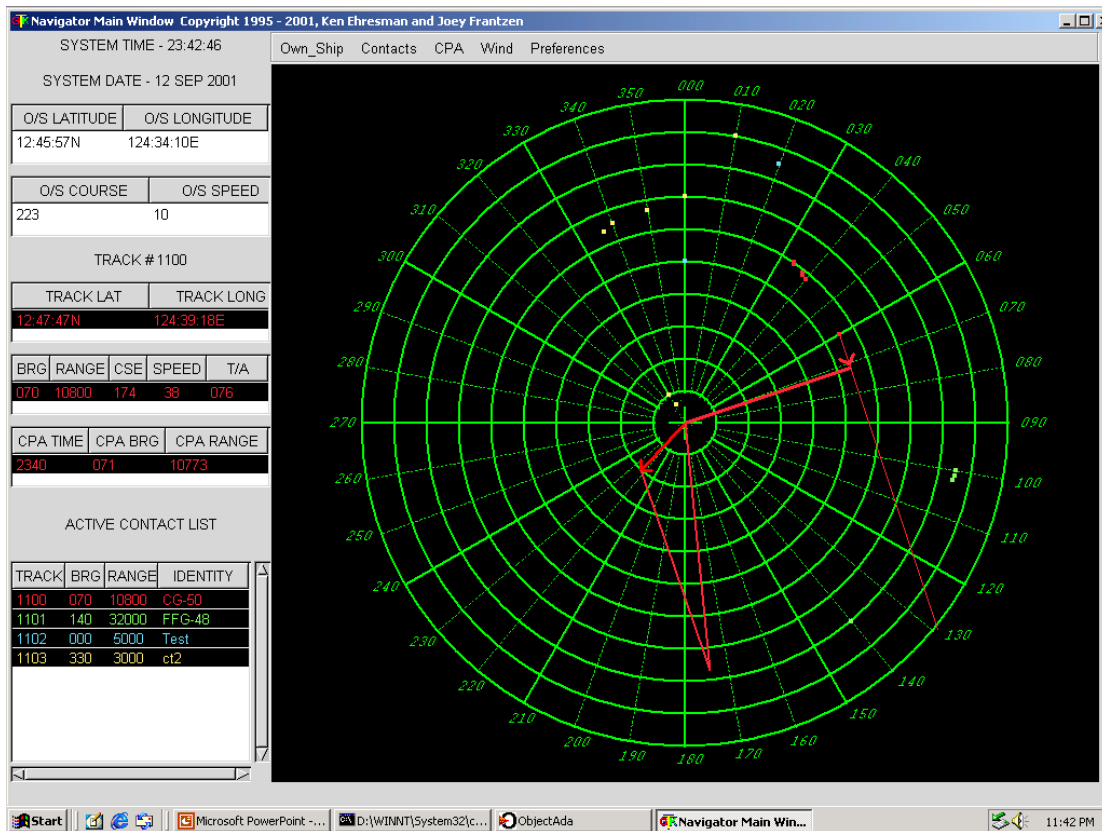 Navigator Main Window  Copyright 1995 - 2001, Ken Ehresman and Joey Frantzen
SYSTEM TIME - 23:42:46
Own_Ship Contacts CPA Wind Preferences
SYSTEM DATE - 12 SEP 2001
O/S LATITUDE O/S LONGITUDE
12:45:57N 124:34:10E
O/S COURSE O/S SPEED
223 10
TRACK # 1100
TRACK LAT TRACK LONG
12:47:47N 124:39:18E
BRG RANGE CSE SPEED T/A
070 10800 174 38 076
CPA TIME CPA BRG CPA RANGE
2340 071 10773
ACTIVE CONTACT LIST
TRACK BRG RANGE IDENTITY
1100 070 10800 CG-50
1101 140 32000 FFG-48
1102 000 5000 Test
1103 330 3000 ct2
000
010
020
030
040
050
060
070
080
090
100
110
120
130
140
150
160
170
180
190
200
210
220
230
240
250
260
270
280
290
300
310
320
330
340
350
Start Microsoft PowerPoint -... D:\WINNT\System32\c... ObjectAda Navigator Main Win... 11:42 PM